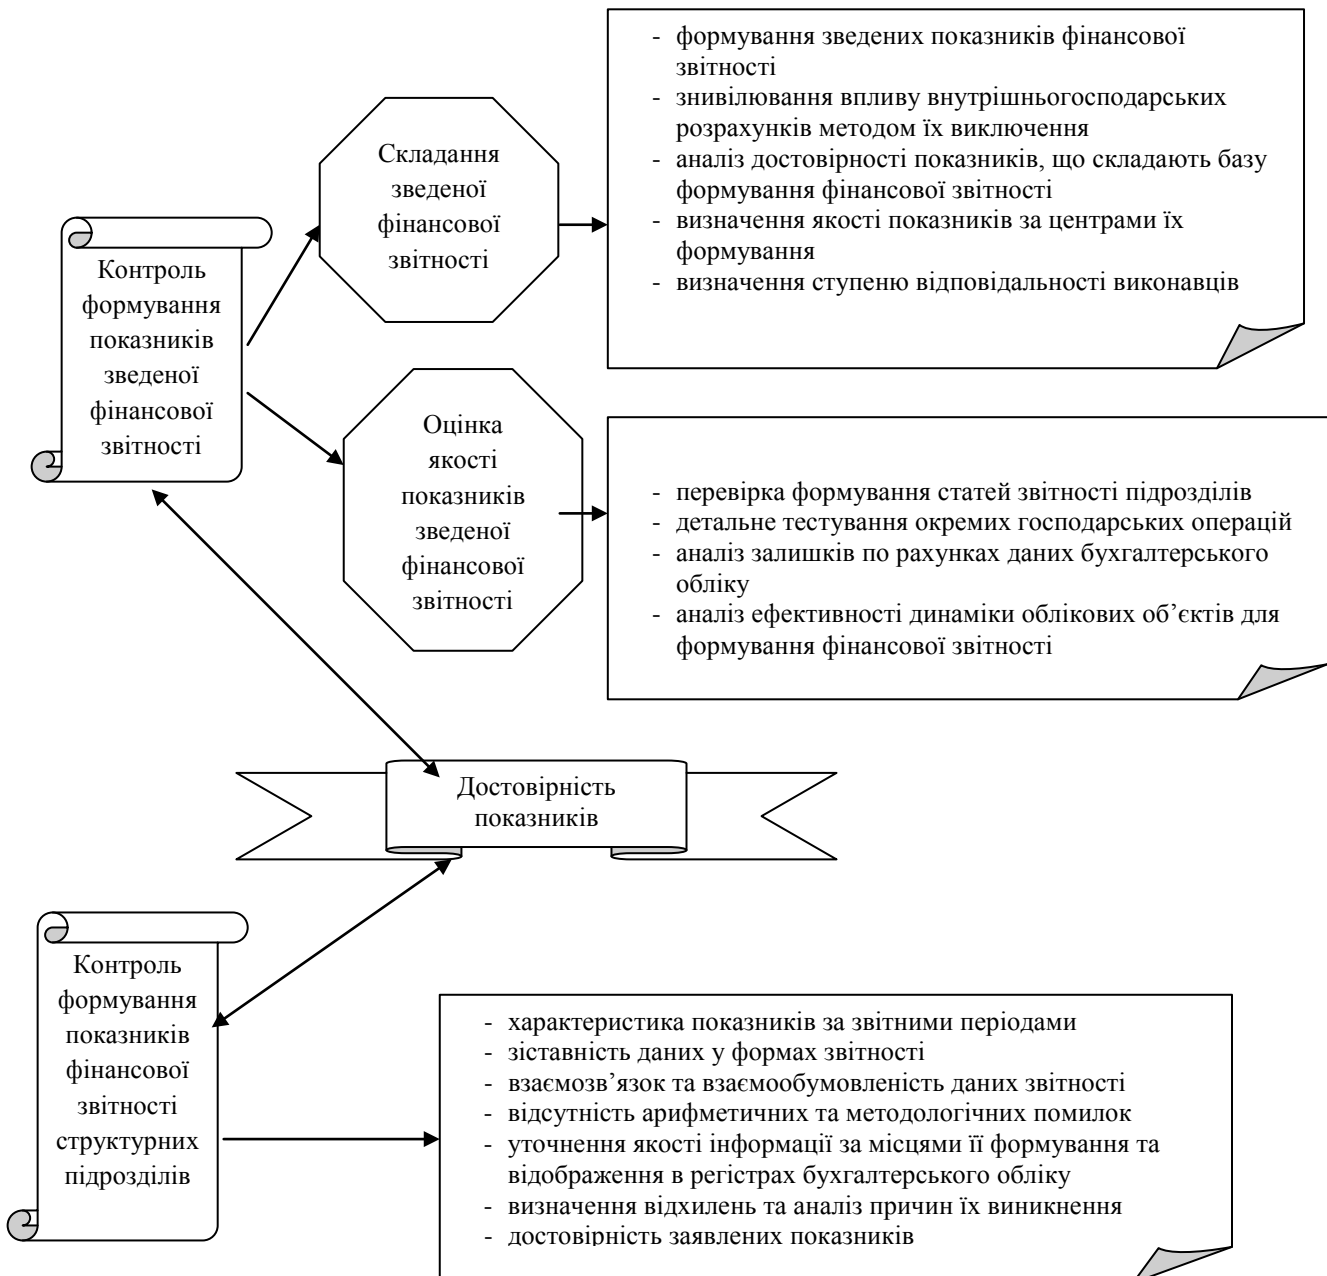 Контроль
формування
показників
зведеної
фінансової
звітності
Складання
зведеної
фінансової
звітності
- формування зведених показників фінансової
звітності
- знивілювання впливу внутрішньогосподарських
розрахунків методом їх виключення
- аналіз достовірності показників, що складають базу
формування фінансової звітності
- визначення якості показників за центрами їх
формування
- визначення ступеню відповідальності виконавців
Оцінка
якості
показників
зведеної
фінансової
звітності
- перевірка формування статей звітності підрозділів
- детальне тестування окремих господарських операцій
- аналіз залишків по рахунках даних бухгалтерського
обліку
- аналіз ефективності динаміки облікових об’єктів для
формування фінансової звітності
Достовірність
показників
Контроль
формування
показників
фінансової
звітності
структурних
підрозділів
- характеристика показників за звітними періодами
- зіставність даних у формах звітності
- взаємозв’язок та взаємообумовленість даних звітності
- відсутність арифметичних та методологічних помилок
- уточнення якості інформації за місцями її формування та
відображення в регістрах бухгалтерського обліку
- визначення відхилень та аналіз причин їх виникнення
- достовірність заявлених показників